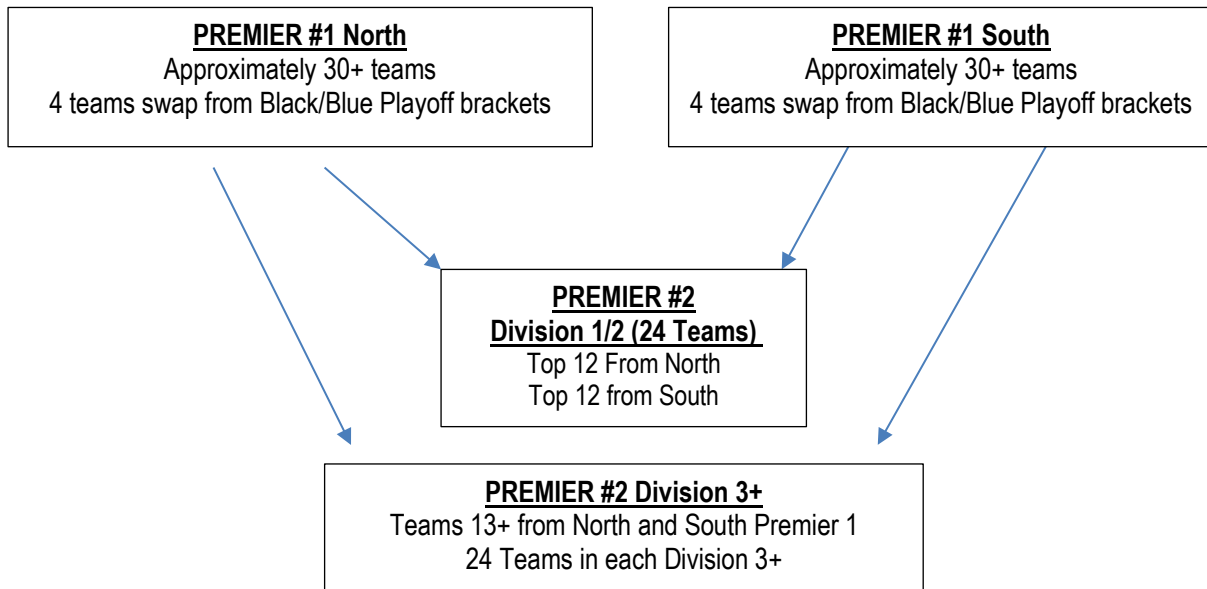 PREMIER #1 North
Approximately 30+ teams
4 teams swap from Black/Blue Playoff brackets
PREMIER #1 South
Approximately 30+ teams
4 teams swap from Black/Blue Playoff brackets
PREMIER #2
Division 1/2 (24 Teams)
Top 12 From North
Top 12 from South
PREMIER #2 Division 3+
Teams 13+ from North and South Premier 1
24 Teams in each Division 3+